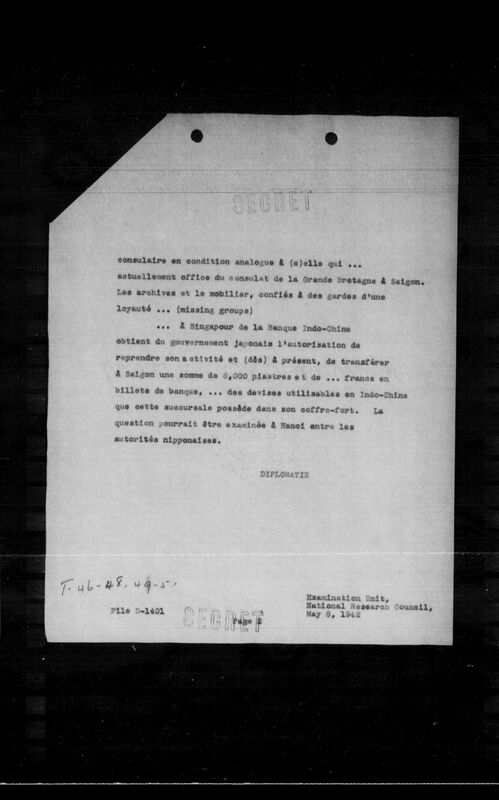 SECRET
consulaire en condition analogue à (c)elle qui ...
actuellement office du consulat de la Grande Bretagne à Saigon.
Les archives et le mobilier, confiés à des gardes d'une
loyauté ... (missing groups)
... à Singapour de la Banque Indo-Chine
obtient du gouvernement japonais l'autorisation de
reprendre son activité et (dès) à présent, de transférer
à Saigon une somme de 5,000 piastres et de ... francs en
billets de banque, ... des devises utilisables en Indo-Chine
que cette succursale possède dans son coffre-fort. La
question pourrait être examinée à Hanoi entre les
autorités nipponaises.
DIPLOMATIE
T. 46-48. 49-5.
File D-1401
SECRET
Page 2
Examination Unit,
National Research Council,
May 8, 1942